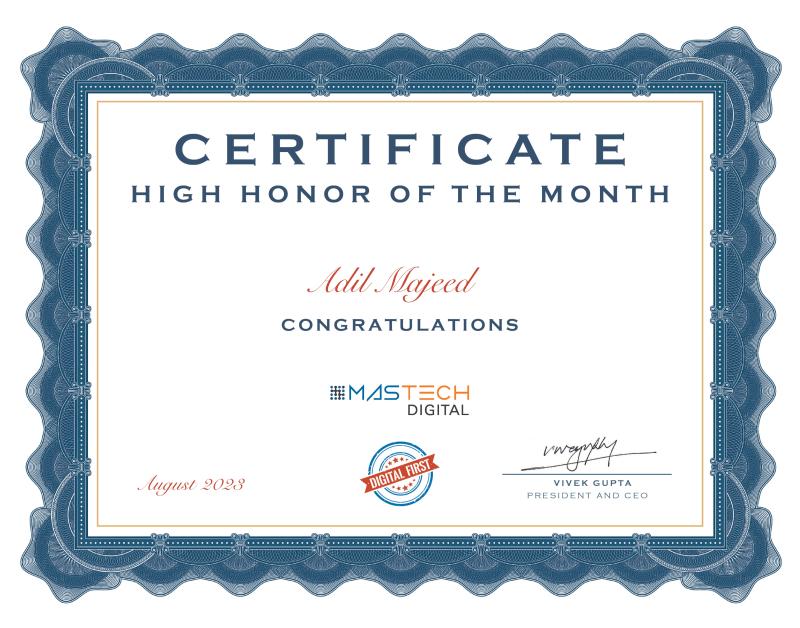 CERTIFICATE
HIGH HONOR OF THE MONTH
Adil Majeed
CONGRATULATIONS
MASTECH
DIGITAL
DIGITAL FIRST
August 2023
VIVEK GUPTA
PRESIDENT AND CEO